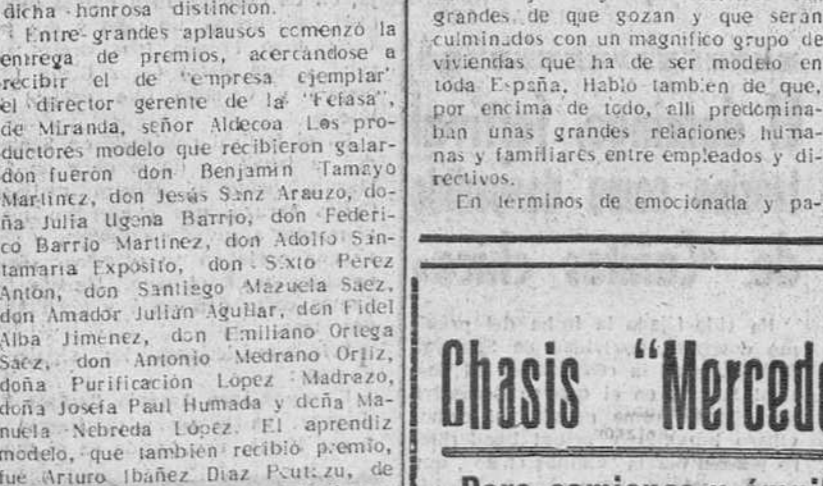 dicha honrosa distinción.
Entre grandes aplausos comenzó la
entrega de premios, acercándose a
recibir el de "empresa ejemplar"
el director gerente de la "Fefasa",
de Miranda, señor Aldecoa Los pro-
ductores modelo que recibieron galar-
dón fueron don Benjamín Tamayo
Martínez, don Jesús Sanz Arauzo, do-
ña Julia Ugena Barrio, don Federi-
co Barrio Martínez, don Adolfo San-
tamaría Expósito, don Sixto Pérez
Antón, don Santiago Mazuela Saez,
don Amador Julián Aguilar, don Fidel
Alba Jiménez, don Emiliano Ortega
Saéz, don Antonio Medrano Ortiz,
doña Purificación López Madrazo,
doña Josefa Paul Humada y doña Ma-
nuela Nebreda López. El aprendiz
modelo, que también recibió premio,
fué Arturo Ibáñez Díaz de
grandes de que gozan y que serán
culminados con un magnífico grupo de
viviendas que ha de ser modelo en
toda España. Habló también de que,
por encima de todo, allí predomina-
ban unas grandes relaciones huma-
nas y familiares entre empleados y di-
rectivos.
En términos de emocionada y pa-
Chasis "Mercede